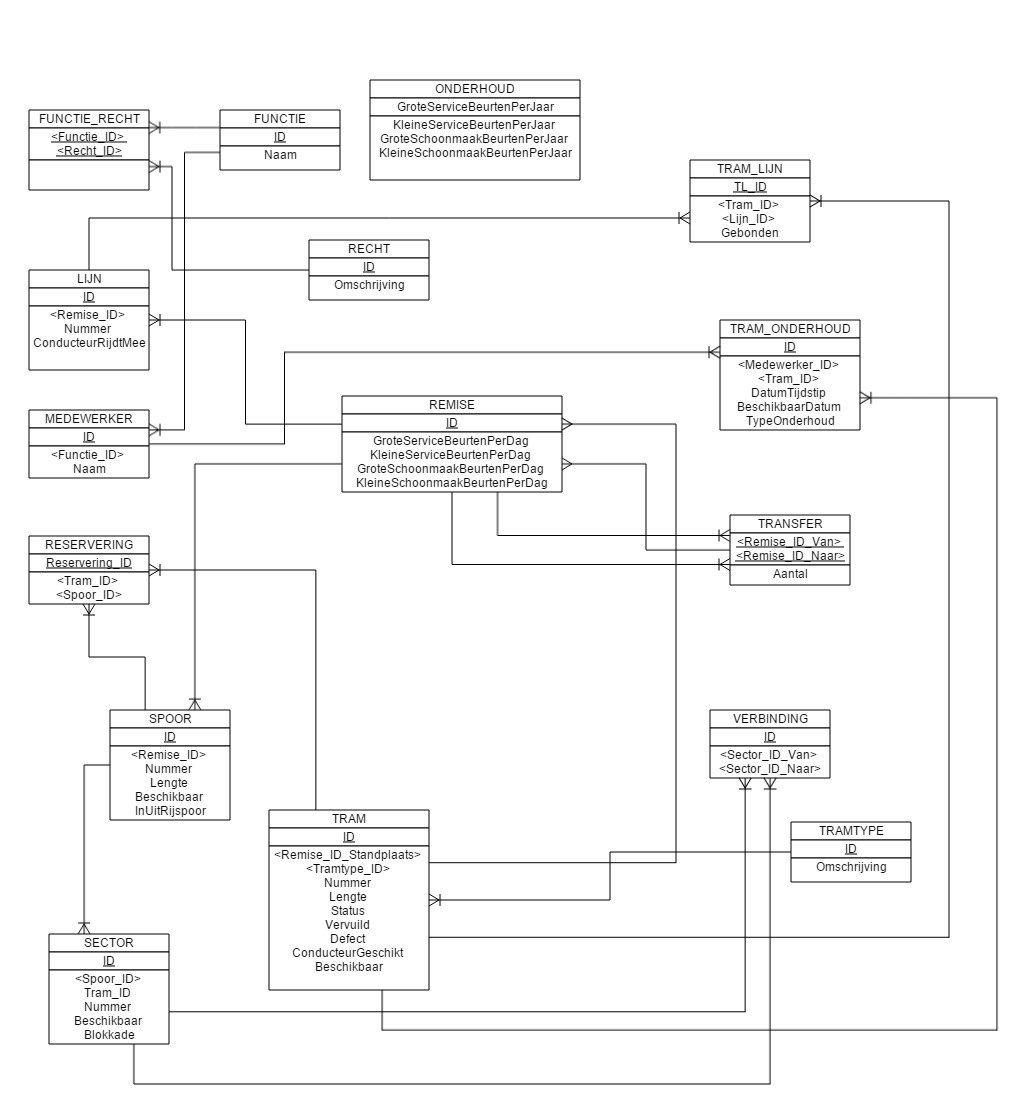 ONDERHOUD
GroteServiceBeurtenPerJaar
KleineServiceBeurtenPerJaar
GroteSchoonmaakBeurtenPerJaar
KleineSchoonmaakBeurtenPerJaar
FUNCTIE_RECHT
<Functie_ID>
<Recht_ID>
FUNCTIE
ID
Naam
TRAM_LIJN
TL_ID
<Tram_ID>
<Lijn_ID>
Gebonden
RECHT
ID
Omschrijving
LIJN
ID
<Remise_ID>
Nummer
ConducteurRijdtMee
TRAM_ONDERHOUD
ID
<Medewerker_ID>
<Tram_ID>
DatumTijdstip
BeschikbaarDatum
TypeOnderhoud
MEDEWERKER
ID
<Functie_ID>
Naam
REMISE
ID
GroteServiceBeurtenPerDag
KleineServiceBeurtenPerDag
GroteSchoonmaakBeurtenPerDag
KleineSchoonmaakBeurtenPerDag
TRANSFER
<Remise_ID_Van>
<Remise_ID_Naar>
Aantal
RESERVERING
Reservering_ID
<Tram_ID>
<Spoor_ID>
SPOOR
ID
<Remise_ID>
Nummer
Lengte
Beschikbaar
InUitRijspoor
VERBINDING
ID
<Sector_ID_Van>
<Sector_ID_Naar>
TRAM
ID
<Remise_ID_Standplaats>
<Tramtype_ID>
Nummer
Lengte
Status
Vervuild
Defect
ConducteurGeschikt
Beschikbaar
TRAMTYPE
ID
Omschrijving
SECTOR
ID
<Spoor_ID>
Tram_ID
Nummer
Beschikbaar
Blokkade